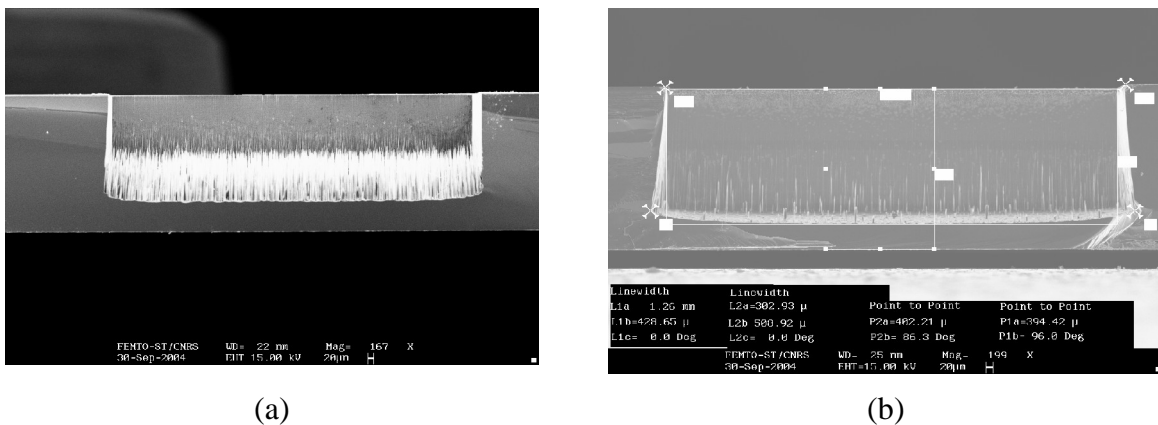 FEMTO-ST/CNRS WD= 22 nm Mag= 167 X
30-Sep-2004 EHT 15.00 kV 20µm
Linewidth Linewidth
L1a 1.26 mm L2a=302.93 µ Point to Point Point to Point
L1b=428.65 µ L2b 500.92 µ P2a=402.21 µ P1a=394.42 µ
L1c= 0.0 Deg L2c= 0.0 Deg P2b= 86.3 Deg P1b= 96.0 Deg
FEMTO-ST/CNRS WD= 25 nm Mag= 199 X
30-Sep-2004 EHT=15.00 kV 20µm
(a) (b)